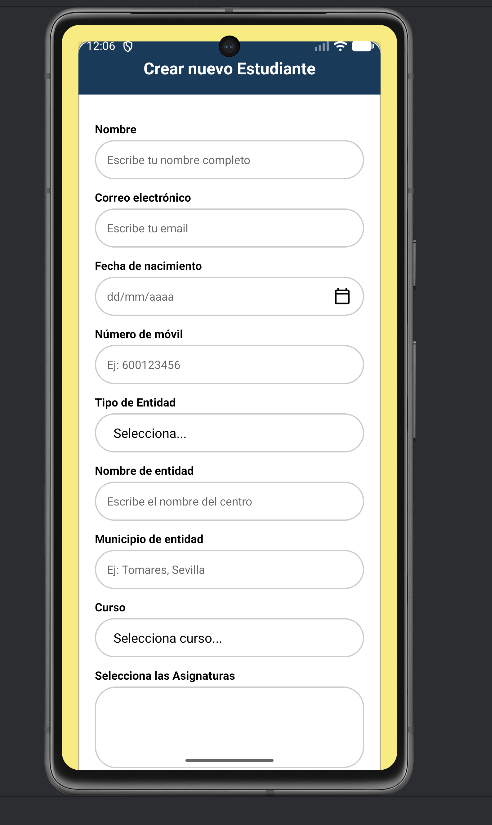 12:06
Crear nuevo Estudiante
Nombre
Escribe tu nombre completo
Correo electrónico
Escribe tu email
Fecha de nacimiento
dd/mm/aaaa
Número de móvil
Ej: 600123456
Tipo de Entidad
Selecciona...
Nombre de entidad
Escribe el nombre del centro
Municipio de entidad
Ej: Tomares, Sevilla
Curso
Selecciona curso...
Selecciona las Asignaturas